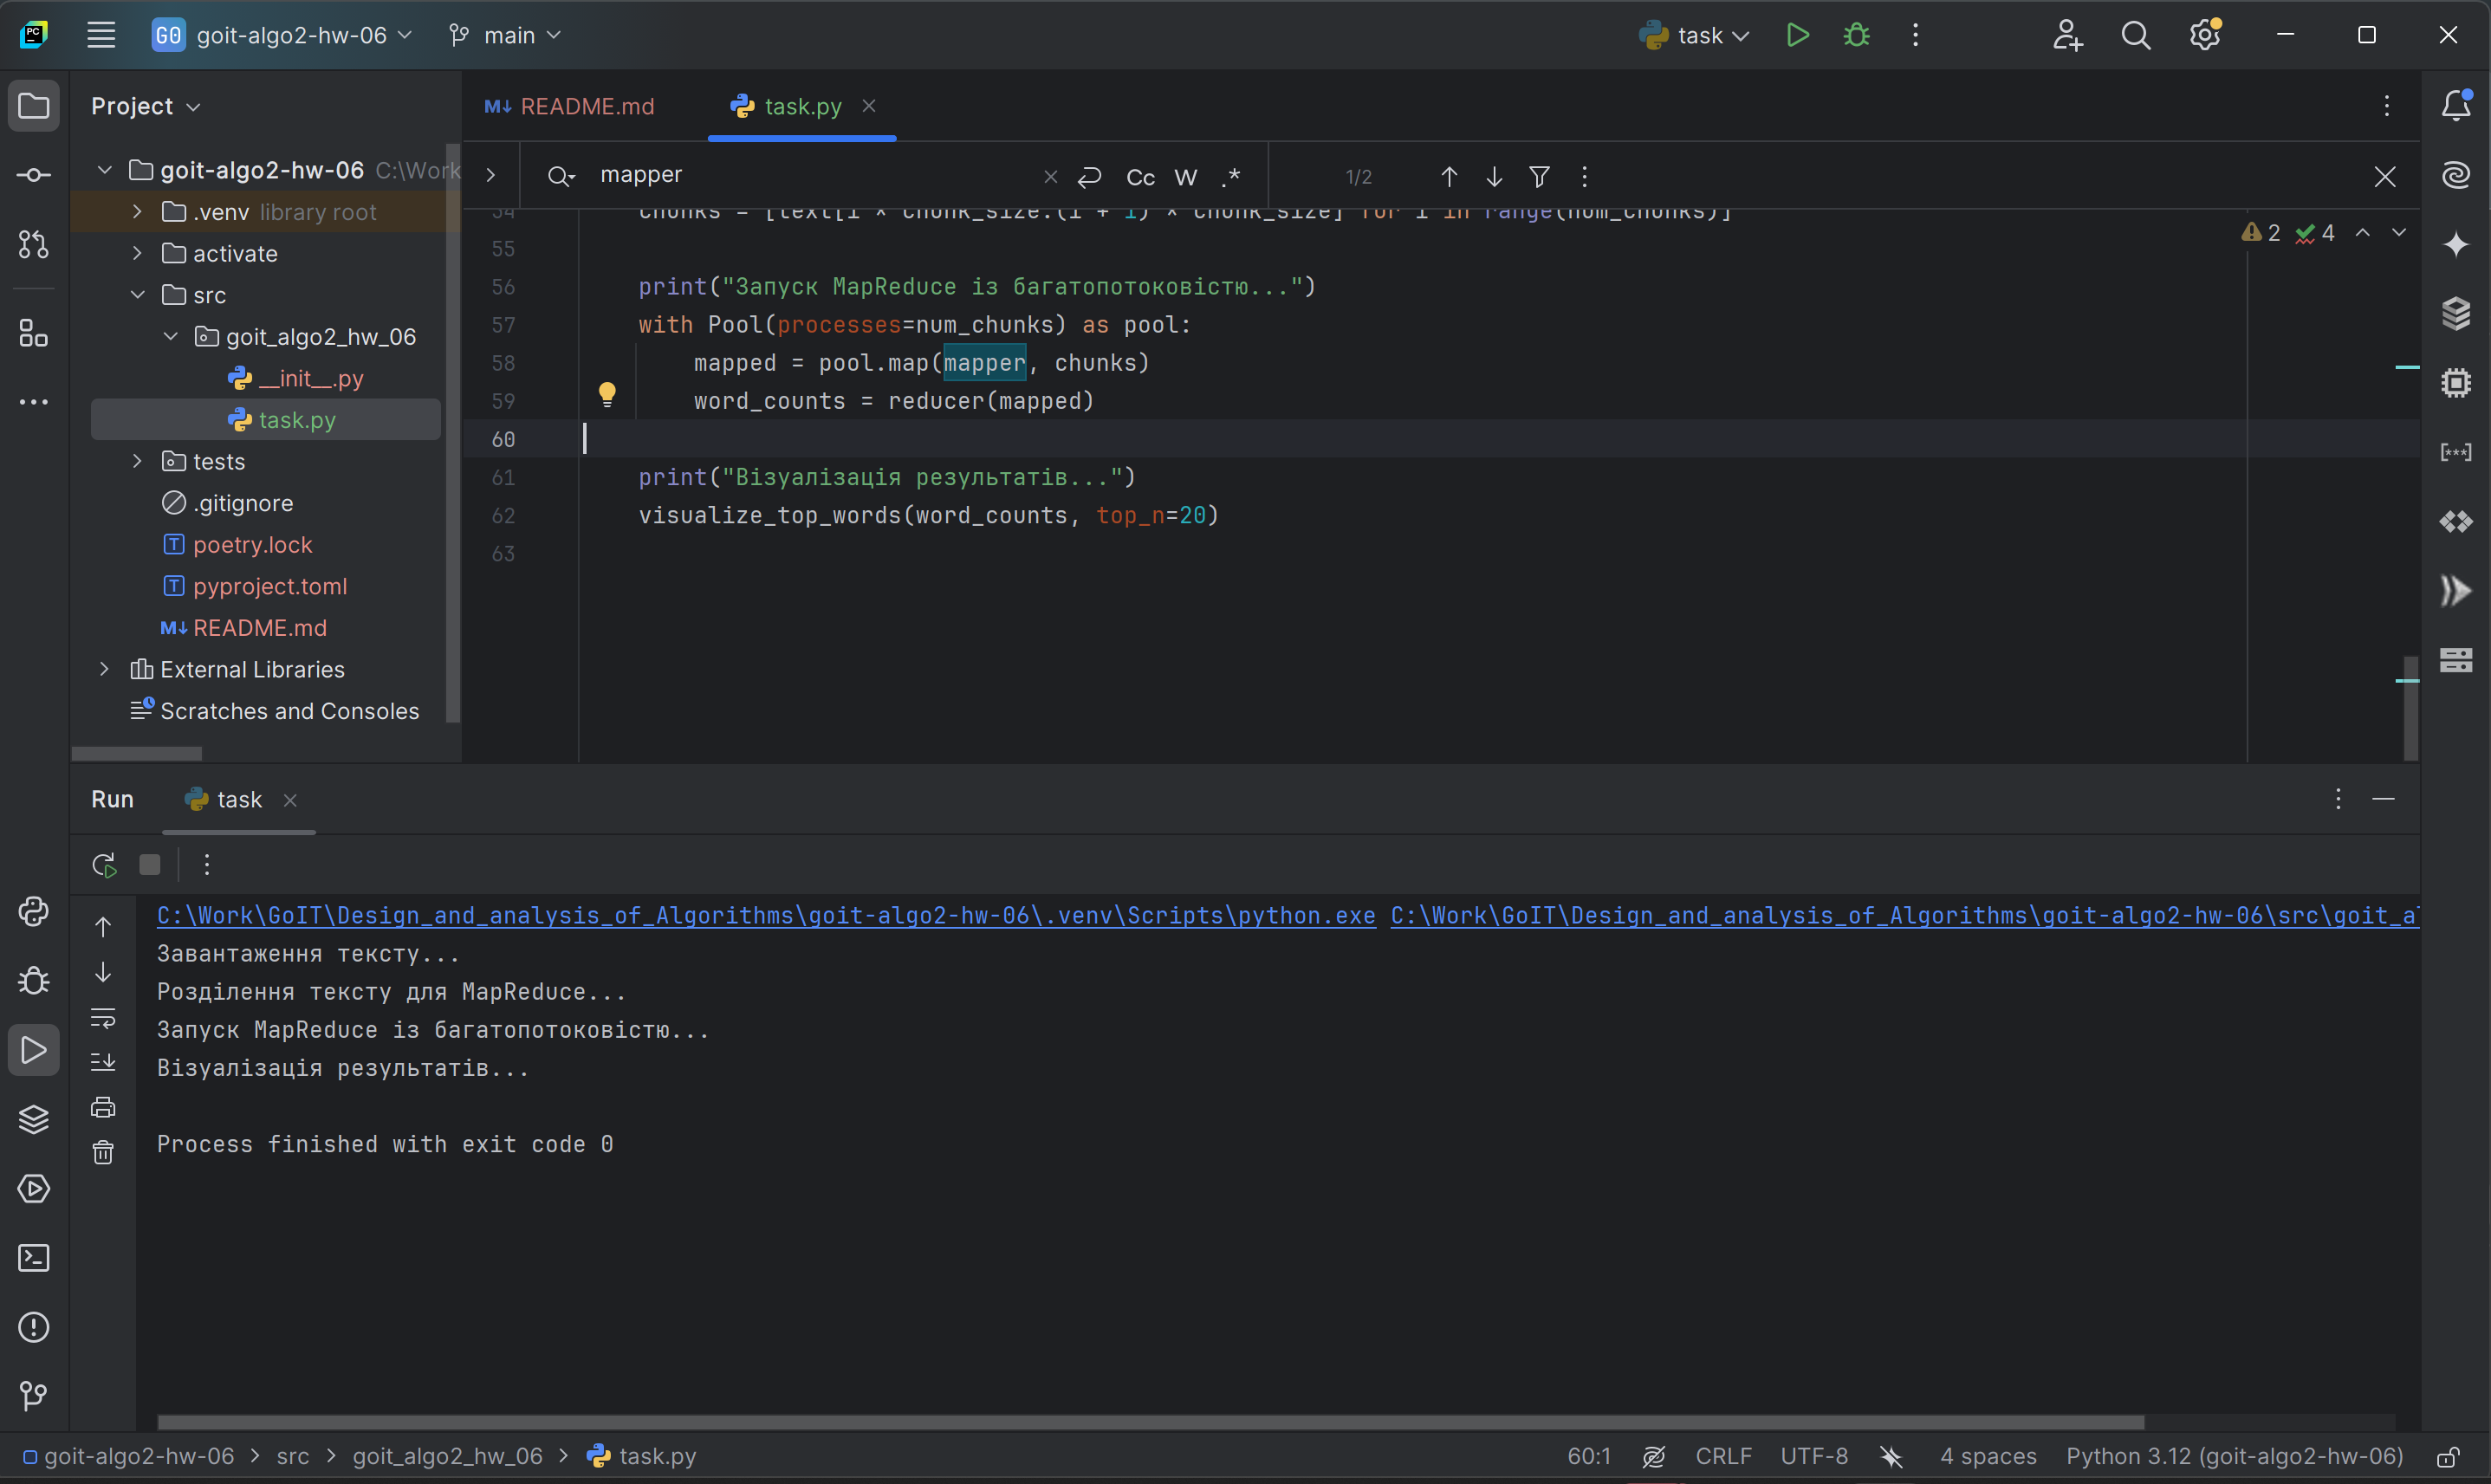 PC
GO goit-algo2-hw-06 main task
Project
README.md task.py
goit-algo2-hw-06 C:\Work
.venv library root
activate
src
goit_algo2_hw_06
__init__.py
task.py
tests
.gitignore
poetry.lock
pyproject.toml
README.md
External Libraries
Scratches and Consoles
mapper Cc W .* 1/2
2 4
54 chunks = [text[i * chunk_size:(i + 1) * chunk_size] for i in range(num_chunks)]
55
56 print("Запуск MapReduce із багатопотоковістю...")
57 with Pool(processes=num_chunks) as pool:
58 mapped = pool.map(mapper, chunks)
59 word_counts = reducer(mapped)
60
61 print("Візуалізація результатів...")
62 visualize_top_words(word_counts, top_n=20)
63
Run task
C:\Work\GoIT\Design_and_analysis_of_Algorithms\goit-algo2-hw-06\.venv\Scripts\python.exe C:\Work\GoIT\Design_and_analysis_of_Algorithms\goit-algo2-hw-06\src\goit_al
Завантаження тексту...
Розділення тексту для MapReduce...
Запуск MapReduce із багатопотоковістю...
Візуалізація результатів...
Process finished with exit code 0
goit-algo2-hw-06 > src > goit_algo2_hw_06 > task.py 60:1 CRLF UTF-8 4 spaces Python 3.12 (goit-algo2-hw-06)